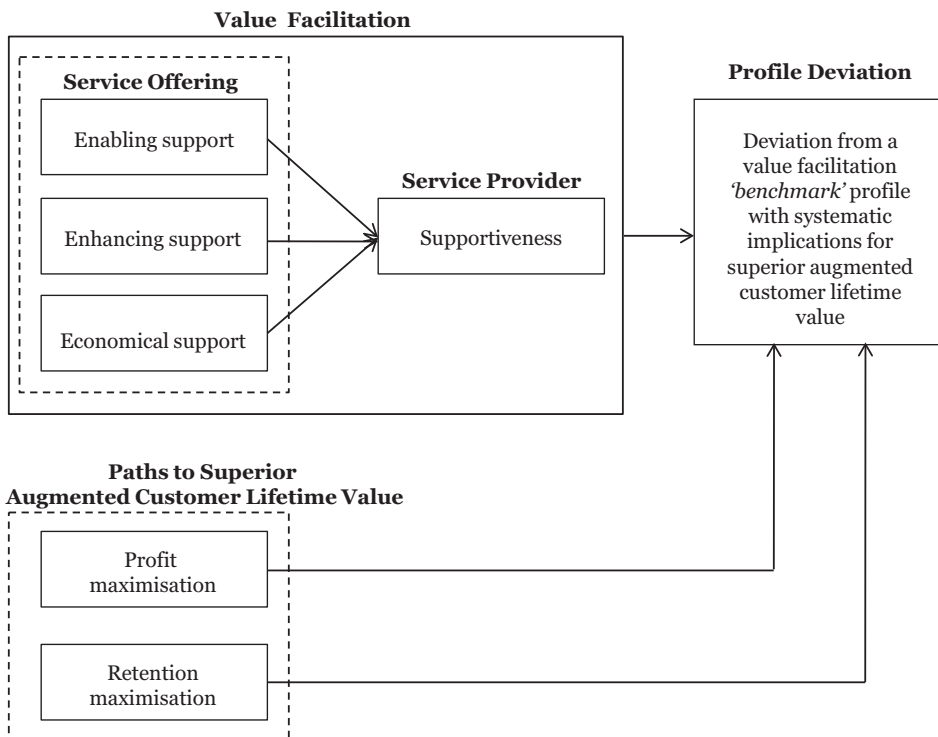 Value Facilitation
Service Offering
Enabling support
Enhancing support
Economical support
Service Provider
Supportiveness
Profile Deviation
Deviation from a
value facilitation
‘benchmark’ profile
with systematic
implications for
superior augmented
customer lifetime
value
Paths to Superior
Augmented Customer Lifetime Value
Profit
maximisation
Retention
maximisation